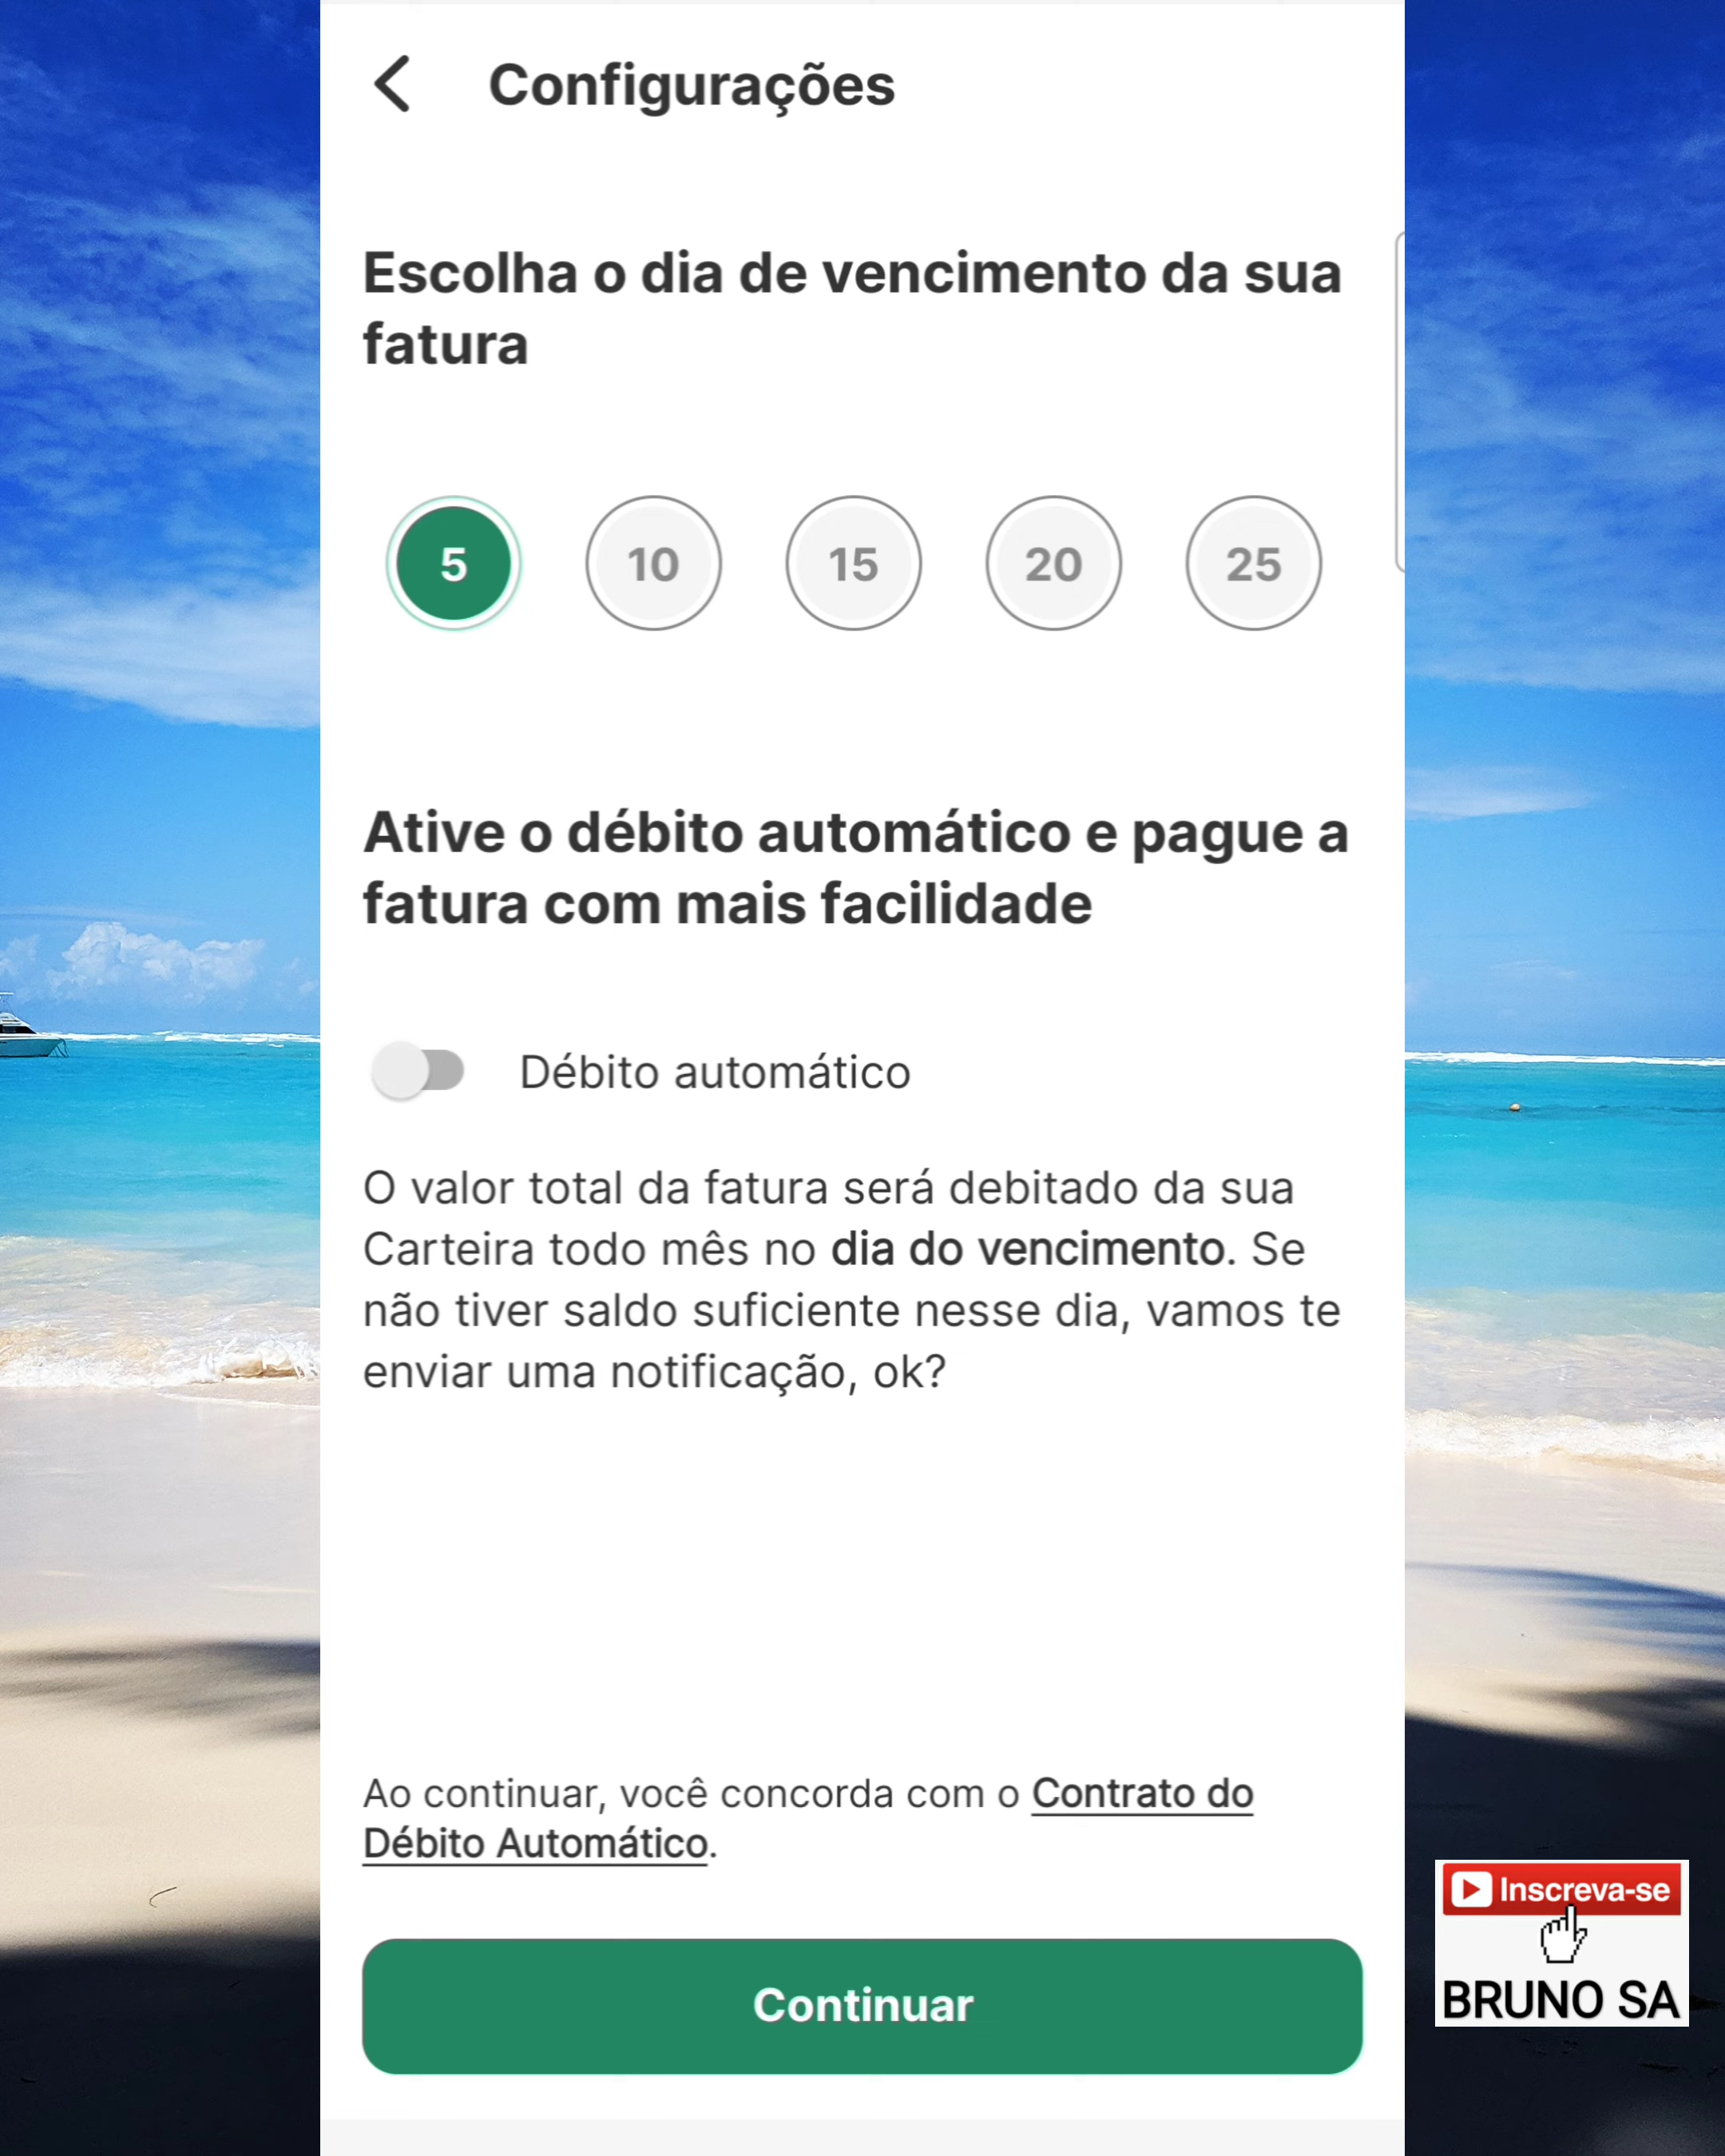 Configurações
Escolha o dia de vencimento da sua
fatura
5 10 15 20 25
Ative o débito automático e pague a
fatura com mais facilidade
Débito automático
O valor total da fatura será debitado da sua
Carteira todo mês no dia do vencimento. Se
não tiver saldo suficiente nesse dia, vamos te
enviar uma notificação, ok?
Ao continuar, você concorda com o Contrato do
Débito Automático.
Continuar
Inscreva-se
BRUNO SA